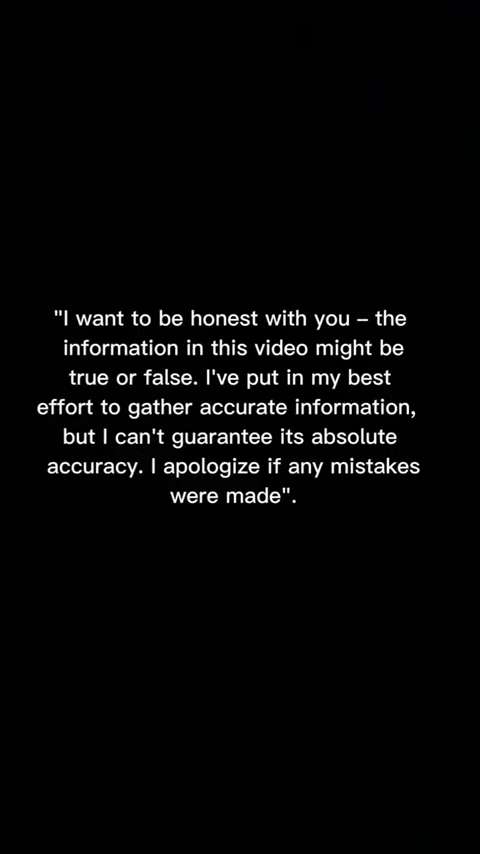 "I want to be honest with you – the
information in this video might be
true or false. I've put in my best
effort to gather accurate information,
but I can't guarantee its absolute
accuracy. I apologize if any mistakes
were made".